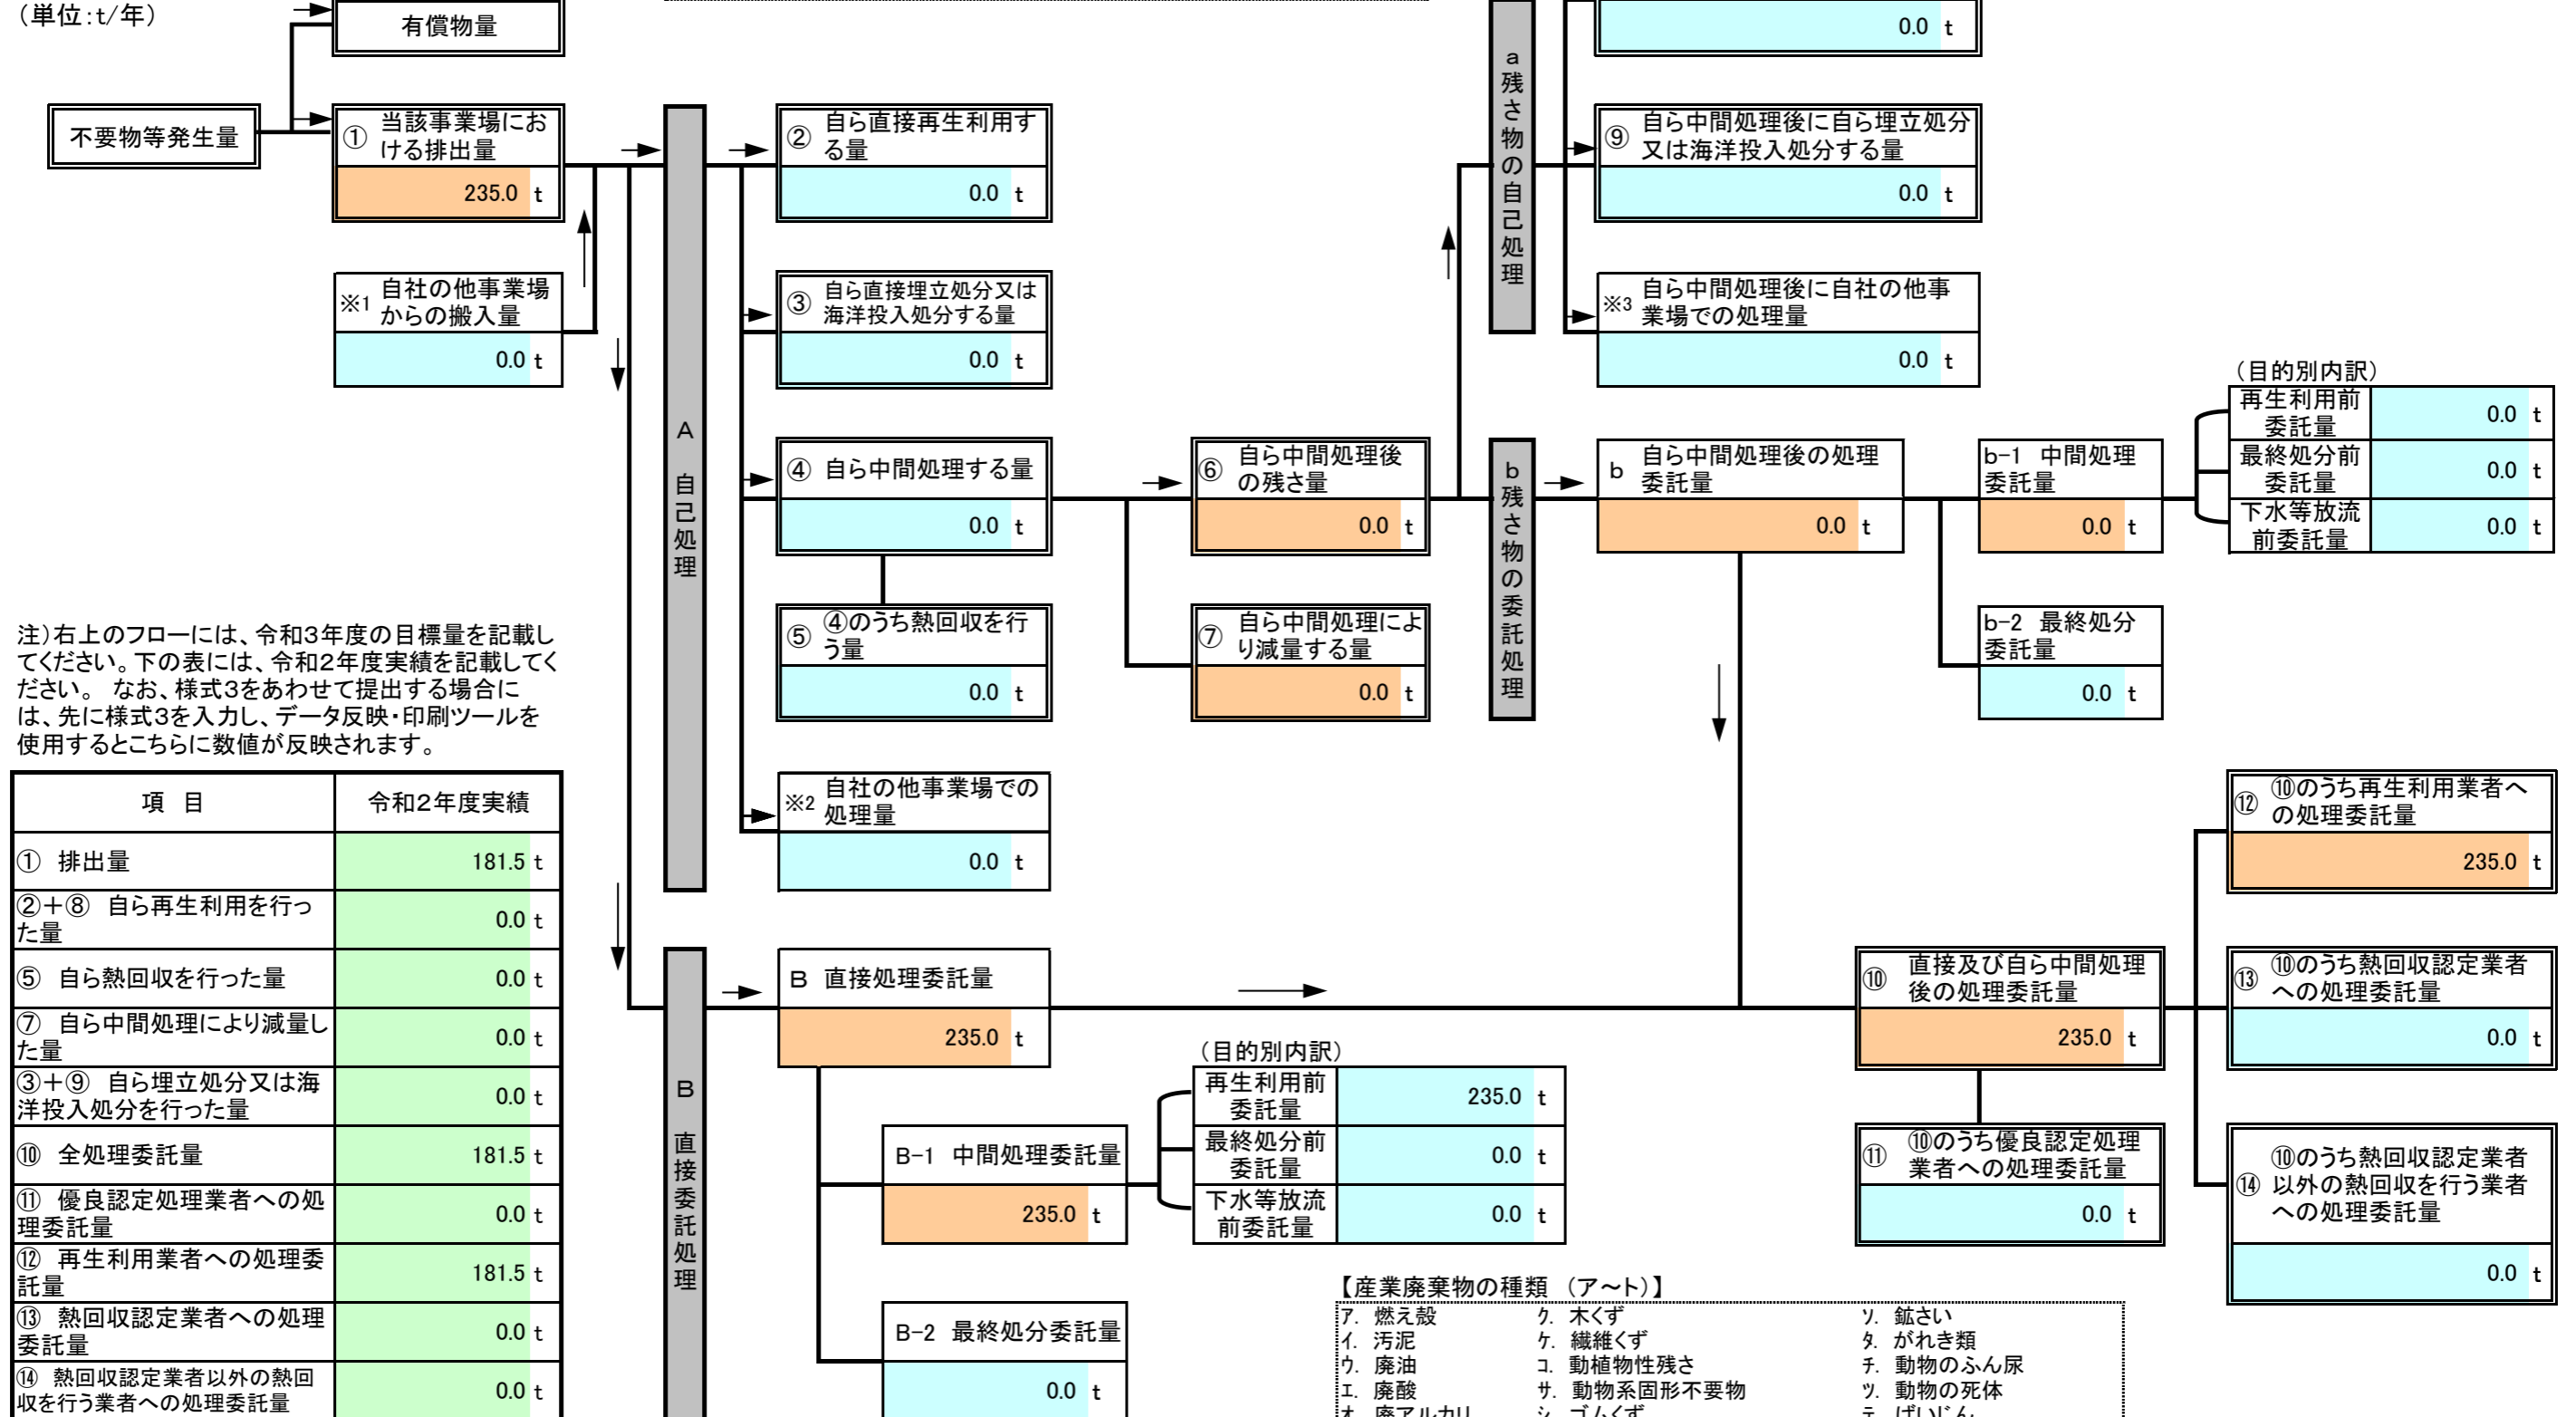 （単位：t/年）
有償物量
0.0 t
不要物等発生量
① 当該事業場にお
ける排出量
235.0 t
※1 自社の他事業場
からの搬入量
0.0 t
A 自己処理
② 自ら直接再生利用す
る量
0.0 t
③ 自ら直接埋立処分又は
海洋投入処分する量
0.0 t
④ 自ら中間処理する量
0.0 t
⑤ ④のうち熱回収を行
う量
0.0 t
※2 自社の他事業場での
処理量
0.0 t
⑥ 自ら中間処理後
の残さ量
0.0 t
⑦ 自ら中間処理によ
り減量する量
0.0 t
a 残さ物の自己処理
⑨ 自ら中間処理後に自ら埋立処分
又は海洋投入処分する量
0.0 t
※3 自ら中間処理後に自社の他事
業場での処理量
0.0 t
b 残さ物の委託処理
b 自ら中間処理後の処理
委託量
0.0 t
b-1 中間処理
委託量
0.0 t
b-2 最終処分
委託量
0.0 t
（目的別内訳）
再生利用前
委託量
0.0 t
最終処分前
委託量
0.0 t
下水等放流
前委託量
0.0 t
注）右上のフローには、令和3年度の目標量を記載し
てください。下の表には、令和2年度実績を記載してく
ださい。 なお、様式3をあわせて提出する場合に
は、先に様式3を入力し、データ反映・印刷ツールを
使用するとこちらに数値が反映されます。
項 目 令和2年度実績
① 排出量 181.5 t
②＋⑧ 自ら再生利用を行っ
た量 0.0 t
⑤ 自ら熱回収を行った量 0.0 t
⑦ 自ら中間処理により減量し
た量 0.0 t
③＋⑨ 自ら埋立処分又は海
洋投入処分を行った量 0.0 t
⑩ 全処理委託量 181.5 t
⑪ 優良認定処理業者への処
理委託量 0.0 t
⑫ 再生利用業者への処理委
託量 181.5 t
⑬ 熱回収認定業者への処理
委託量 0.0 t
⑭ 熱回収認定業者以外の熱回
収を行う業者への処理委託量 0.0 t
B 直接委託処理
B 直接処理委託量
235.0 t
B-1 中間処理委託量
235.0 t
B-2 最終処分委託量
0.0 t
（目的別内訳）
再生利用前
委託量
235.0 t
最終処分前
委託量
0.0 t
下水等放流
前委託量
0.0 t
⑩ 直接及び自ら中間処理
後の処理委託量
235.0 t
⑪ ⑩のうち優良認定処理
業者への処理委託量
0.0 t
⑫ ⑩のうち再生利用業者へ
の処理委託量
235.0 t
⑬ ⑩のうち熱回収認定業者
への処理委託量
0.0 t
⑭ ⑩のうち熱回収認定業者
以外の熱回収を行う業者
への処理委託量
0.0 t
【産業廃棄物の種類 （ア～ト）】
ア. 燃え殻 ク. 木くず ソ. 鉱さい
イ. 汚泥 ケ. 繊維くず タ. がれき類
ウ. 廃油 コ. 動植物性残さ チ. 動物のふん尿
エ. 廃酸 サ. 動物系固形不要物 ツ. 動物の死体
オ. 廃アルカリ シ. ゴムくず テ. ばいじん